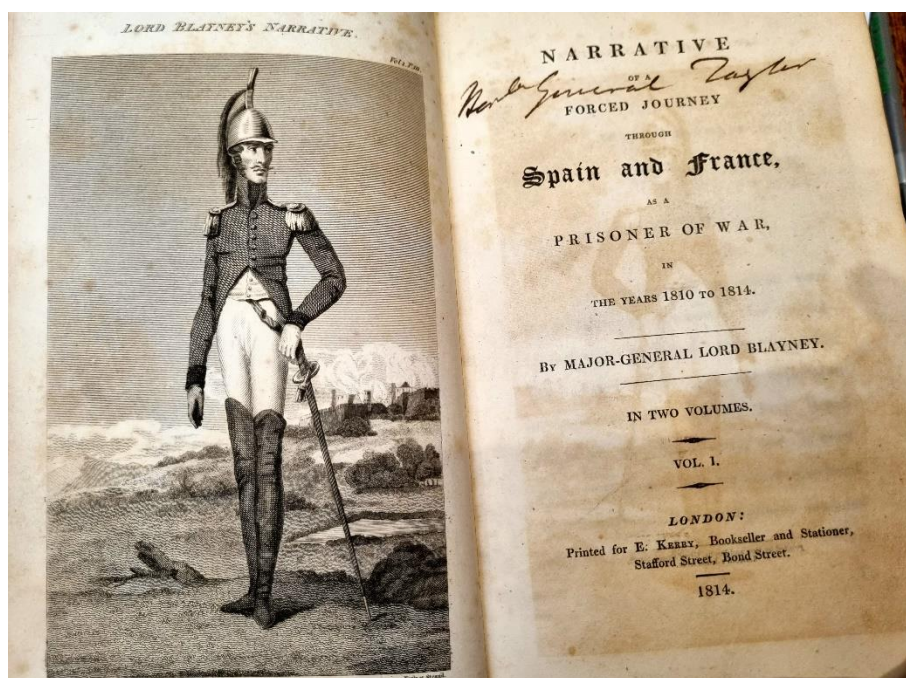 LORD BLAYNEY'S NARRATIVE.
NARRATIVE
OF A
General Taylor
FORCED JOURNEY
THROUGH
Spain and France,
AS A
PRISONER OF WAR,
IN
THE YEARS 1810 TO 1814.
BY MAJOR-GENERAL LORD BLAYNEY.
IN TWO VOLUMES.
VOL. I.
LONDON:
Printed for E. KERBY, Bookseller and Stationer,
Stafford Street, Bond Street.
1814.